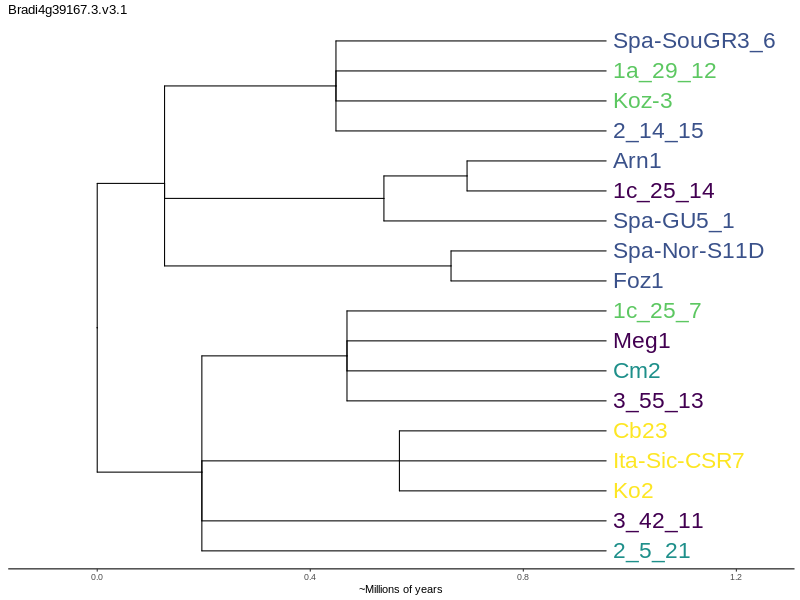 Bradi4g39167.3.v3.1
Spa-SouGR3_6
1a_29_12
Koz-3
2_14_15
Arn1
1c_25_14
Spa-GU5_1
Spa-Nor-S11D
Foz1
1c_25_7
Meg1
Cm2
3_55_13
Cb23
Ita-Sic-CSR7
Ko2
3_42_11
2_5_21
0.0 0.4 0.8 1.2
~Millions of years